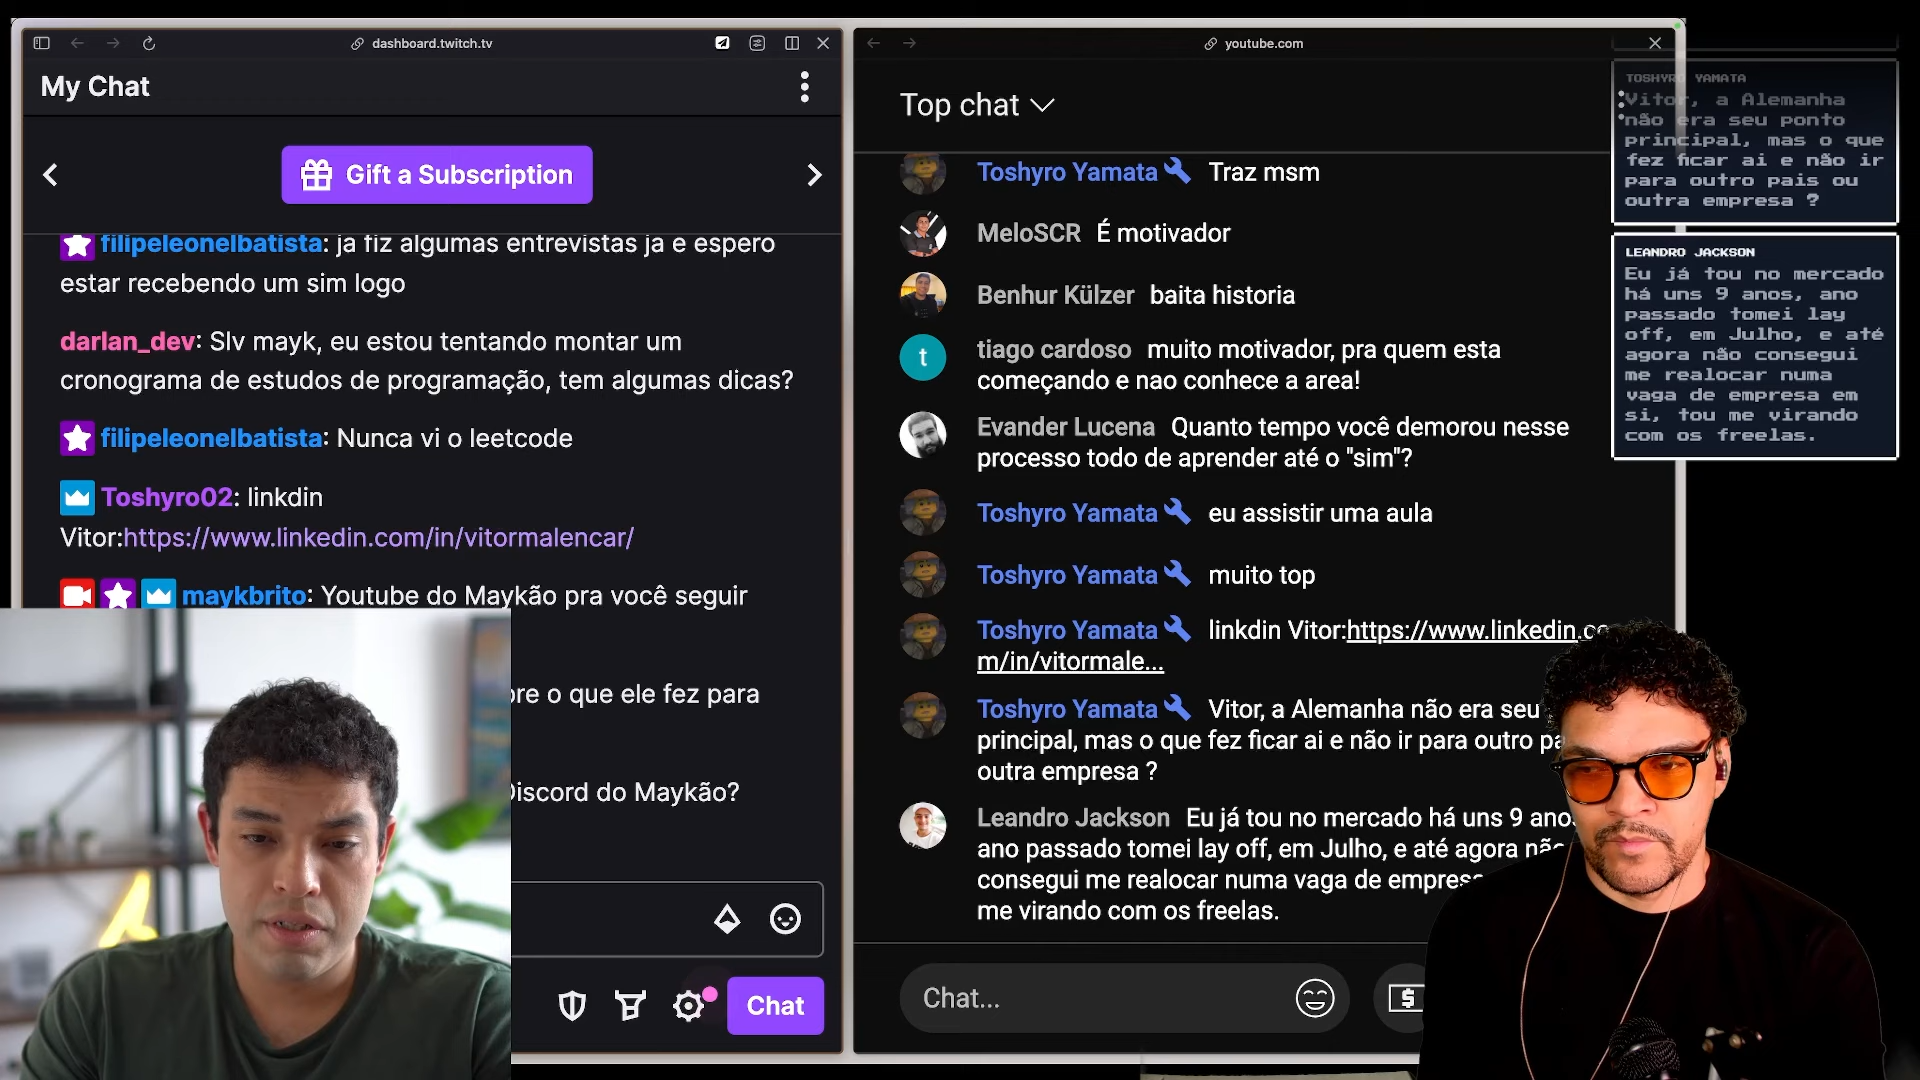 dashboard.twitch.tv
My Chat
Gift a Subscription
filipeleonelbatista: ja fiz algumas entrevistas ja e espero
estar recebendo um sim logo
darlan_dev: Slv mayk, eu estou tentando montar um
cronograma de estudos de programação, tem algumas dicas?
filipeleonelbatista: Nunca vi o leetcode
Toshyro02: linkdin
Vitor:https://www.linkedin.com/in/vitormalencar/
maykbrito: Youtube do Maykão pra você seguir
o que ele fez para
Discord do Maykão?
Chat
youtube.com
Top chat
Toshyro Yamata Traz msm
MeloSCR É motivador
Benhur Külzer baita historia
t
tiago cardoso muito motivador, pra quem esta
começando e nao conhece a area!
Evander Lucena Quanto tempo você demorou nesse
processo todo de aprender até o "sim"?
Toshyro Yamata eu assistir uma aula
Toshyro Yamata muito top
Toshyro Yamata linkdin Vitor:https://www.linkedin.co
m/in/vitormale...
Toshyro Yamata Vitor, a Alemanha não era seu
principal, mas o que fez ficar ai e não ir para outro
outra empresa ?
Leandro Jackson Eu já tou no mercado há uns 9 anos
ano passado tomei lay off, em Julho, e até agora não
consegui me realocar numa vaga de empresa
me virando com os freelas.
Chat...
TOSHYRO YAMATA
Vitor, a Alemanha
não era seu ponto
principal, mas o que
fez ficar ai e não ir
para outro pais ou
outra empresa ?
LEANDRO JACKSON
Eu já tou no mercado
há uns 9 anos, ano
passado tomei lay
off, em Julho, e até
agora não consegui
me realocar numa
vaga de empresa em
si, tou me virando
com os freelas.